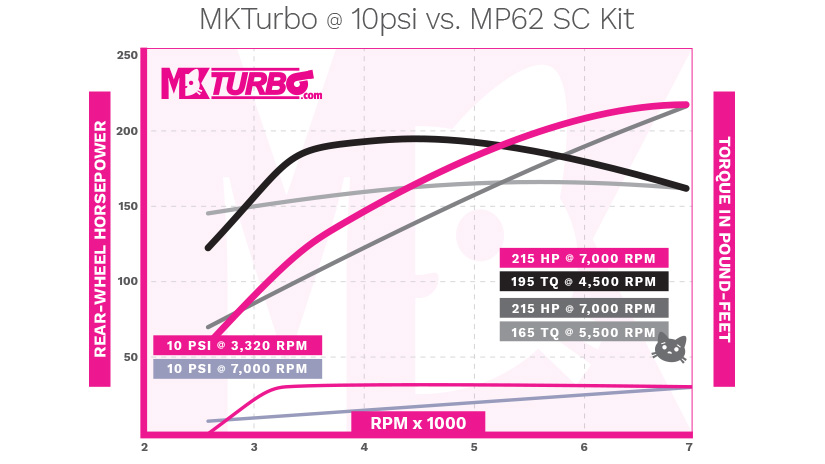 MKTurbo @ 10psi vs. MP62 SC Kit
250
MKTURBO
.com
200
150
100
50
REAR-WHEEL HORSEPOWER
TORQUE IN POUND-FEET
215 HP @ 7,000 RPM
195 TQ @ 4,500 RPM
215 HP @ 7,000 RPM
165 TQ @ 5,500 RPM
10 PSI @ 3,320 RPM
10 PSI @ 7,000 RPM
RPM x 1000
2 3 4 5 6 7